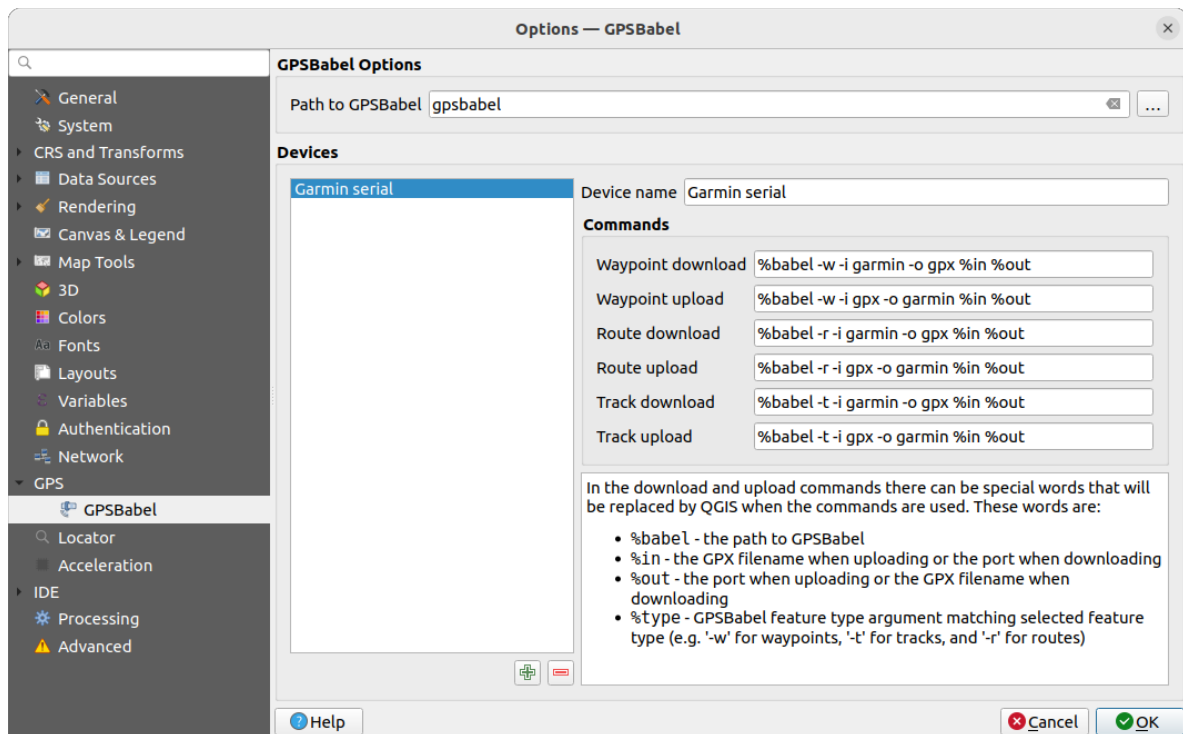 Options — GPSBabel
General
System
CRS and Transforms
Data Sources
Rendering
Canvas & Legend
Map Tools
3D
Colors
Aa Fonts
Layouts
Variables
Authentication
Network
GPS
GPSBabel
Locator
Acceleration
IDE
Processing
Advanced
GPSBabel Options
Path to GPSBabel gpsbabel ...
Devices
Garmin serial
Device name Garmin serial
Commands
Waypoint download %babel -w -i garmin -o gpx %in %out
Waypoint upload %babel -w -i gpx -o garmin %in %out
Route download %babel -r -i garmin -o gpx %in %out
Route upload %babel -r -i gpx -o garmin %in %out
Track download %babel -t -i garmin -o gpx %in %out
Track upload %babel -t -i gpx -o garmin %in %out
In the download and upload commands there can be special words that will
be replaced by QGIS when the commands are used. These words are:
• %babel - the path to GPSBabel
• %in - the GPX filename when uploading or the port when downloading
• %out - the port when uploading or the GPX filename when
downloading
• %type - GPSBabel feature type argument matching selected feature
type (e.g. '-w' for waypoints, '-t' for tracks, and '-r' for routes)
Help
Cancel
OK